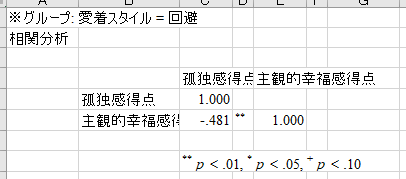 A B C D E F G
※グループ: 愛着スタイル = 回避
相関分析
孤独感得点 主観的幸福感得点
孤独感得点 1.000
主観的幸福感得 -.481 ** 1.000
** p < .01, * p < .05, + p < .10